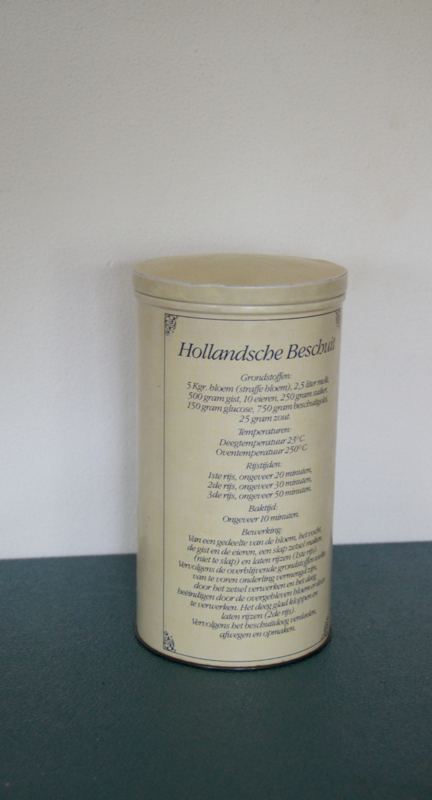 Hollandsche Beschuit
Grondstoffen:
5 Kgr. bloem (straffe bloem), 2,5 liter melk,
500 gram gist, 10 eieren, 250 gram suiker,
150 gram glucose, 750 gram beschuitgelei,
25 gram zout.
Temperaturen:
Deegtemperatuur 23°C.
Oventemperatuur 250°C.
Rijstijden:
1ste rijs, ongeveer 20 minuten,
2de rijs, ongeveer 30 minuten,
3de rijs, ongeveer 50 minuten.
Baktijd:
Ongeveer 10 minuten.
Bewerking:
Van een gedeelte van de bloem, het vocht,
de gist en de eieren, een slap zetsel maken
(niet te slap) en laten rijzen (1ste rijs).
Vervolgens de overblijvende grondstoffen
van te voren onderling vermengd zijn,
door het zetsel verwerken en het deeg
beëindigen door de overgebleven bloem er
te verwerken. Het deeg glad kloppen en
laten rijzen (2de rijs).
Vervolgens het beschuitdeeg verdelen,
afwegen en opmaken.